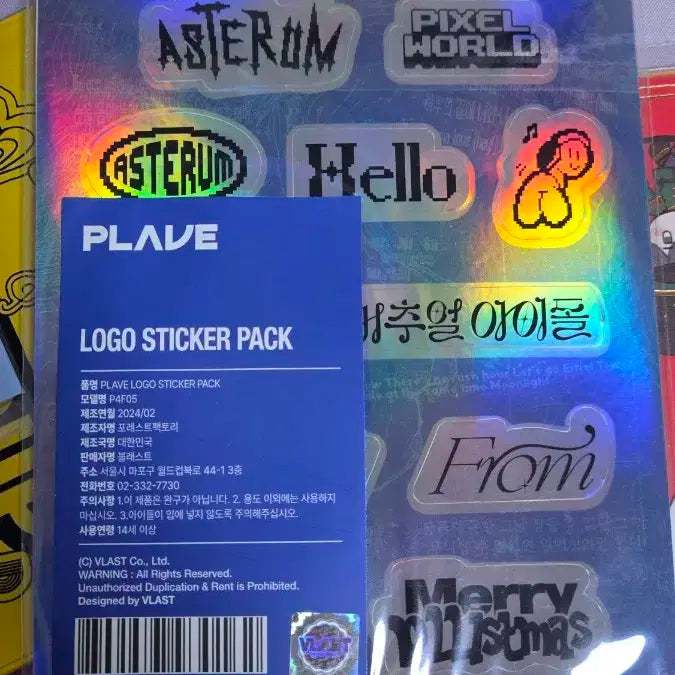 ASTERUM
PIXEL
WORLD
ASTERUM
Hello
추얼 아이돌
From
Merry
Christmas
PLAVE
LOGO STICKER PACK
품명 PLAVE LOGO STICKER PACK
모델명 P4F05
제조연월 2024/02
제조자명 포레스트팩토리
제조국명 대한민국
판매자명 블래스트
주소 서울시 마포구 월드컵북로 44-1 3층
전화번호 02-332-7730
주의사항 1.이 제품은 완구가 아닙니다. 2. 용도 이외에는 사용하지
마십시오. 3.아이들이 입에 넣지 않도록 주의해주십시오.
사용연령 14세 이상
(C) VLAST Co., Ltd.
WARNING : All Rights Reserved.
Unauthorized Duplication & Rent is Prohibited.
Designed by VLAST
VLAST